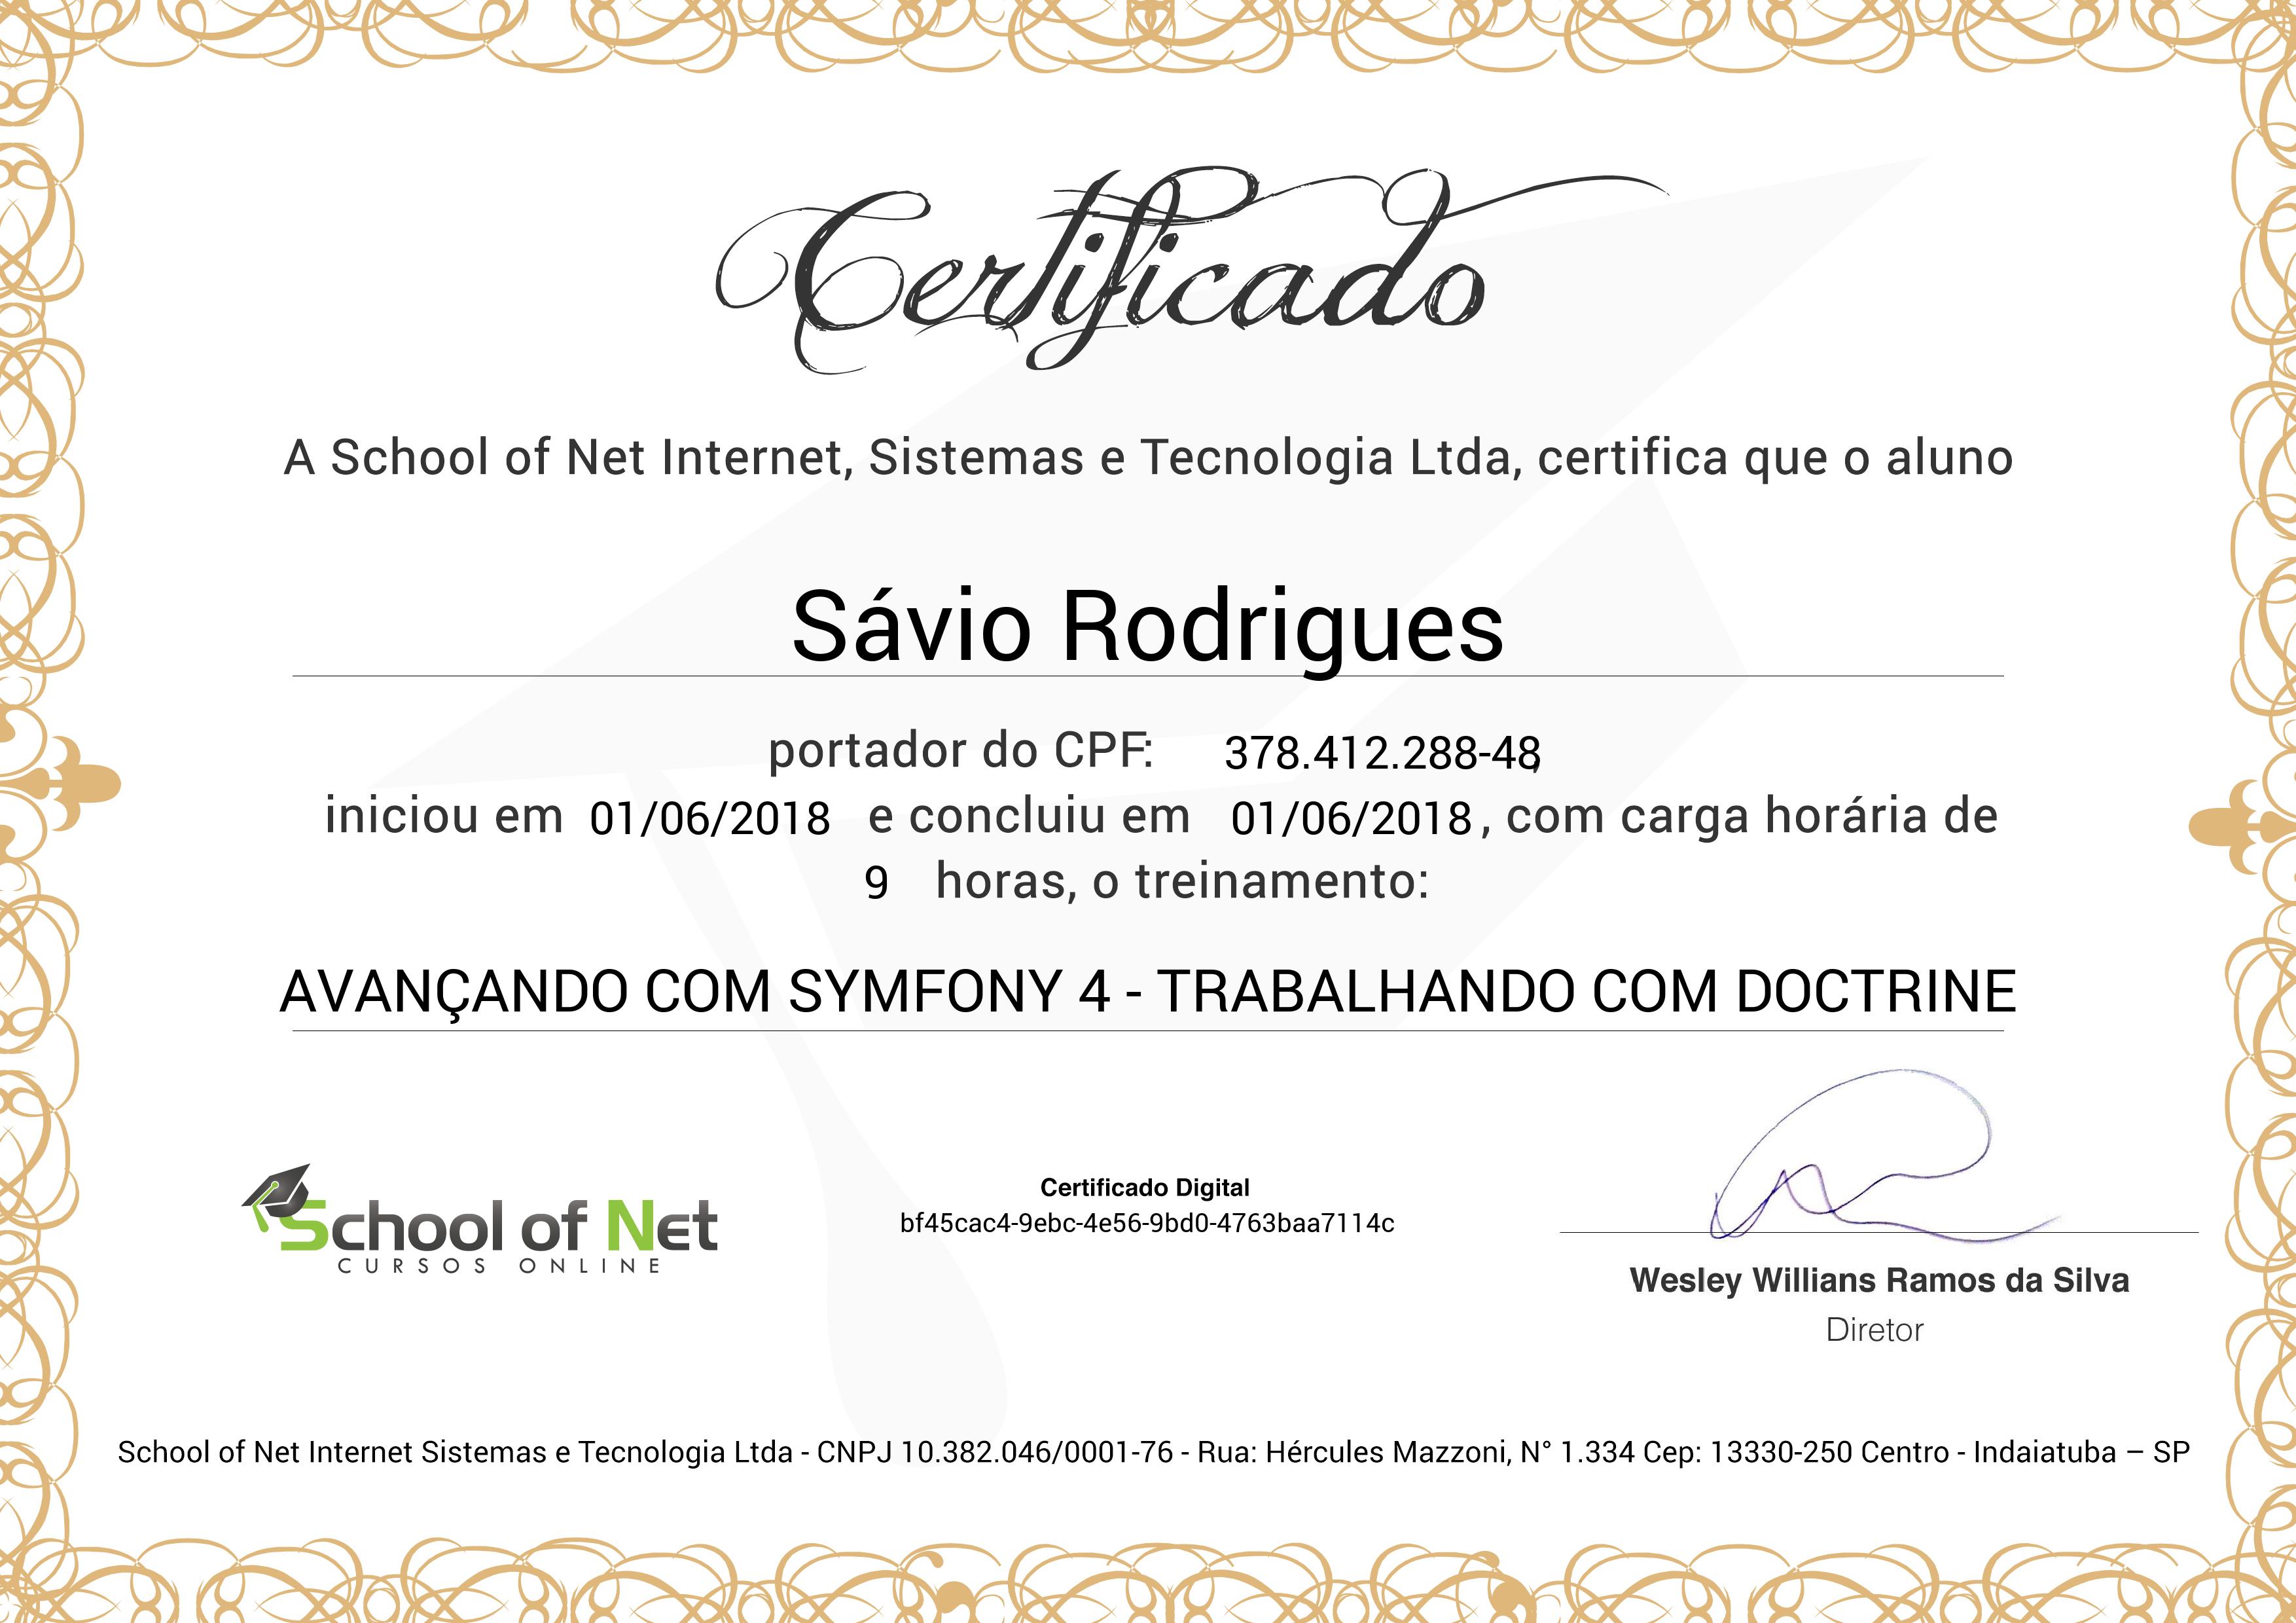 Certificado
A School of Net Internet, Sistemas e Tecnologia Ltda, certifica que o aluno
Sávio Rodrigues
portador do CPF: 378.412.288-48,
iniciou em 01/06/2018 e concluiu em 01/06/2018, com carga horária de
9 horas, o treinamento:
AVANÇANDO COM SYMFONY 4 - TRABALHANDO COM DOCTRINE
School of Net
CURSOS ONLINE
Certificado Digital
bf45cac4-9ebc-4e56-9bd0-4763baa7114c
Wesley Willians Ramos da Silva
Diretor
School of Net Internet Sistemas e Tecnologia Ltda - CNPJ 10.382.046/0001-76 - Rua: Hércules Mazzoni, N° 1.334 Cep: 13330-250 Centro - Indaiatuba – SP